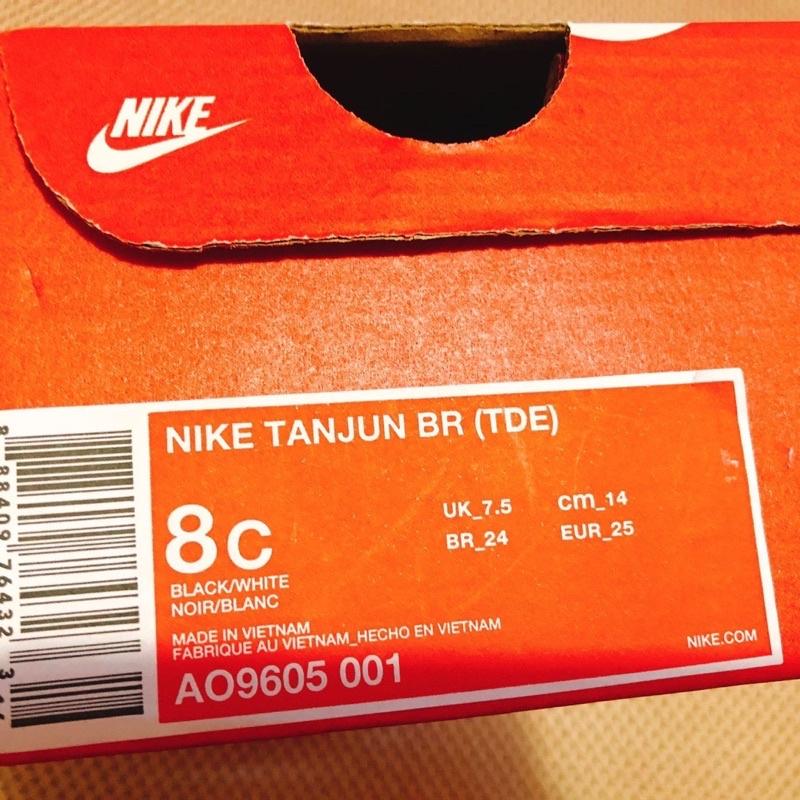 NIKE
NIKE TANJUN BR (TDE)
8C
UK_7.5 cm_14
BR_24 EUR_25
BLACK/WHITE
NOIR/BLANC
MADE IN VIETNAM
FABRIQUE AU VIETNAM_HECHO EN VIETNAM
NIKE.COM
AO9605 001